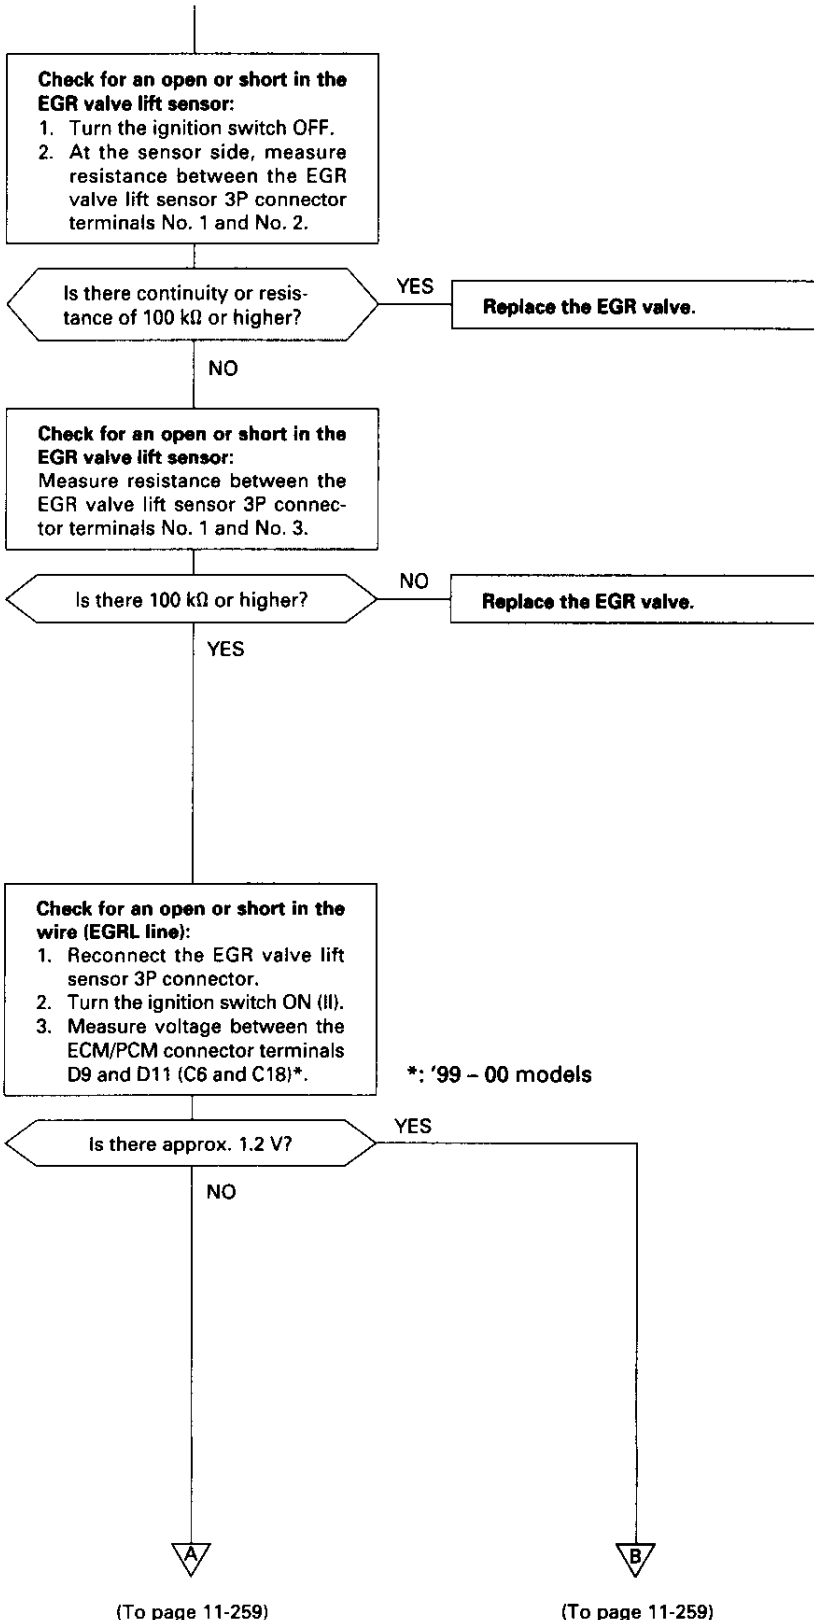 Check for an open or short in the
EGR valve lift sensor:
1. Turn the ignition switch OFF.
2. At the sensor side, measure
resistance between the EGR
valve lift sensor 3P connector
terminals No. 1 and No. 2.
Is there continuity or resis-
tance of 100 kΩ or higher?
YES
Replace the EGR valve.
NO
Check for an open or short in the
EGR valve lift sensor:
Measure resistance between the
EGR valve lift sensor 3P connec-
tor terminals No. 1 and No. 3.
Is there 100 kΩ or higher?
NO
Replace the EGR valve.
YES
Check for an open or short in the
wire (EGRL line):
1. Reconnect the EGR valve lift
sensor 3P connector.
2. Turn the ignition switch ON (II).
3. Measure voltage between the
ECM/PCM connector terminals
D9 and D11 (C6 and C18)*.
*: '99 – 00 models
Is there approx. 1.2 V?
YES
NO
A
B
(To page 11-259)
(To page 11-259)